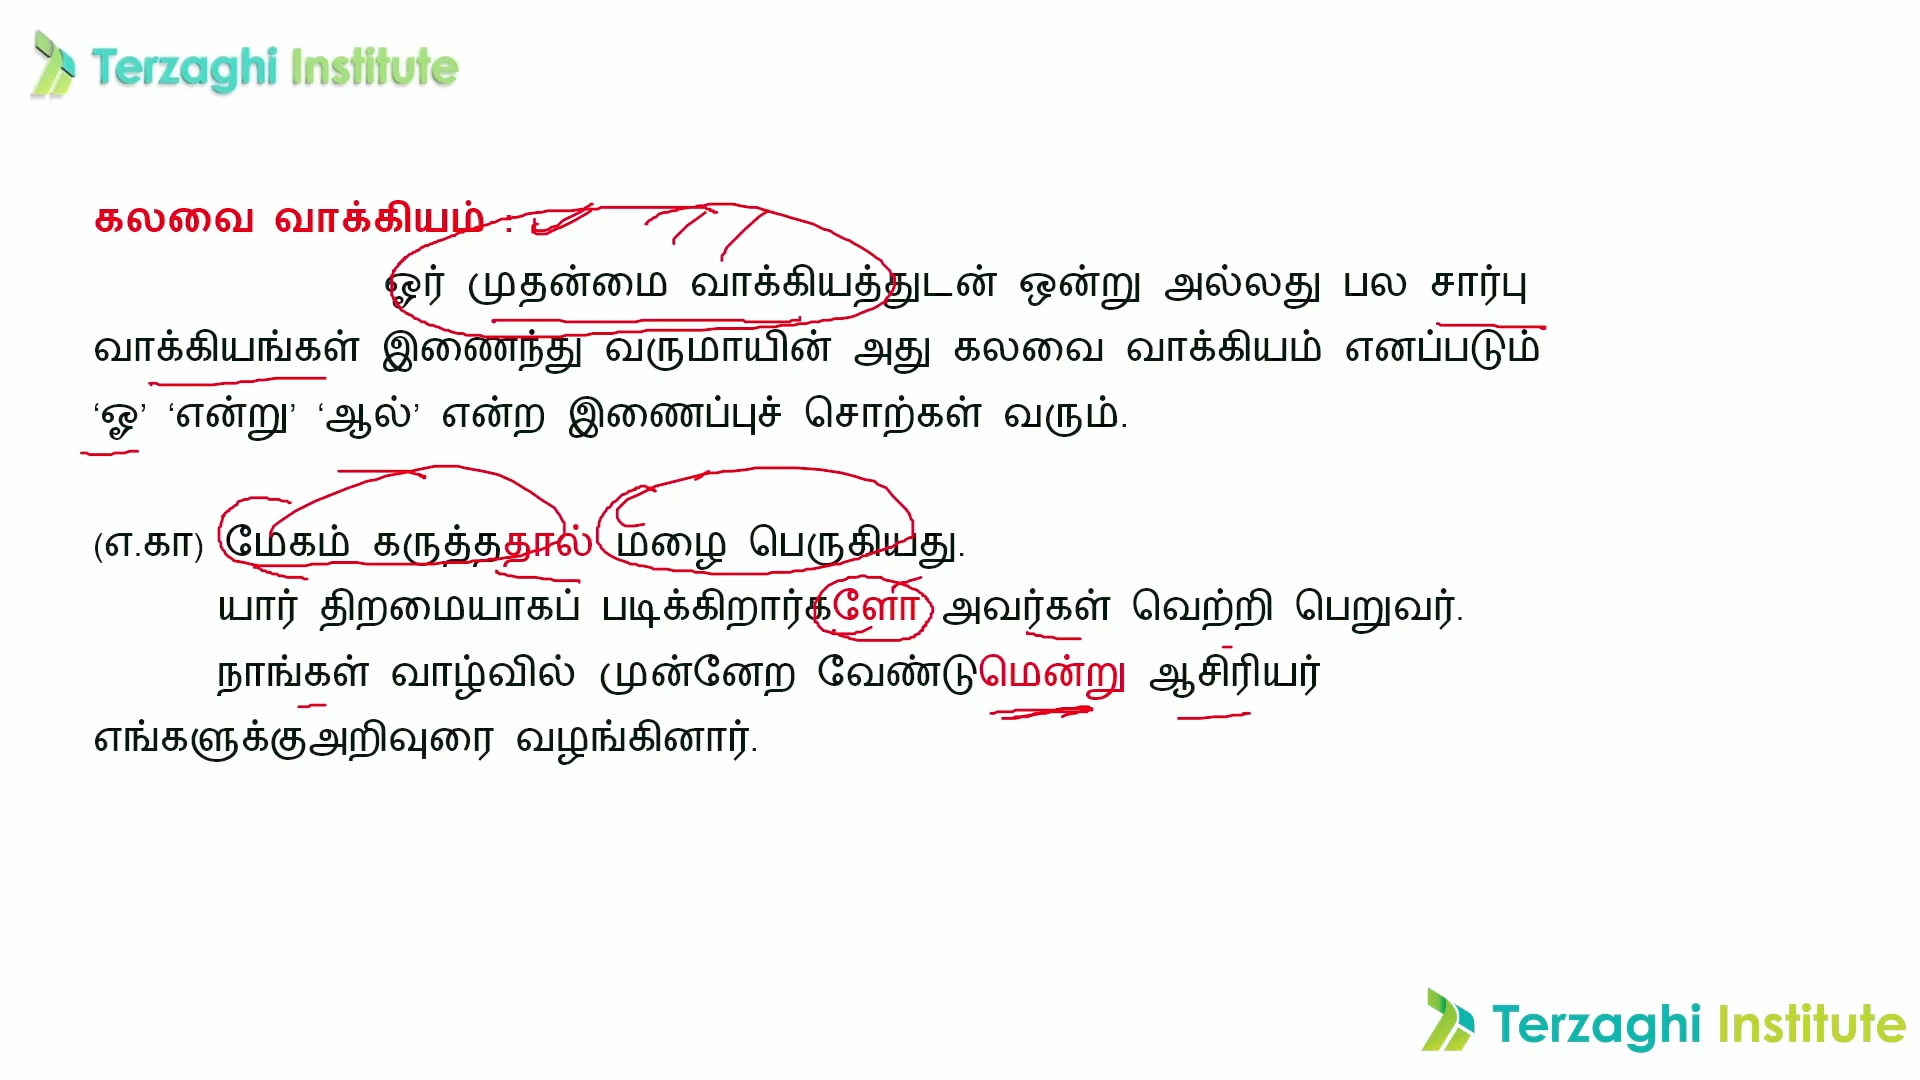 Terzaghi Institute
கலவை வாக்கியம் :
ஓர் முதன்மை வாக்கியத்துடன் ஒன்று அல்லது பல சார்பு
வாக்கியங்கள் இணைந்து வருமாயின் அது கலவை வாக்கியம் எனப்படும்
‘ஓ’ ‘என்று’ ‘ஆல்’ என்ற இணைப்புச் சொற்கள் வரும்.
(எ.கா) மேகம் கருத்ததால் மழை பெருகியது.
யார் திறமையாகப் படிக்கிறார்களோ அவர்கள் வெற்றி பெறுவர்.
நாங்கள் வாழ்வில் முன்னேற வேண்டுமென்று ஆசிரியர்
எங்களுக்குஅறிவுரை வழங்கினார்.
Terzaghi Institute